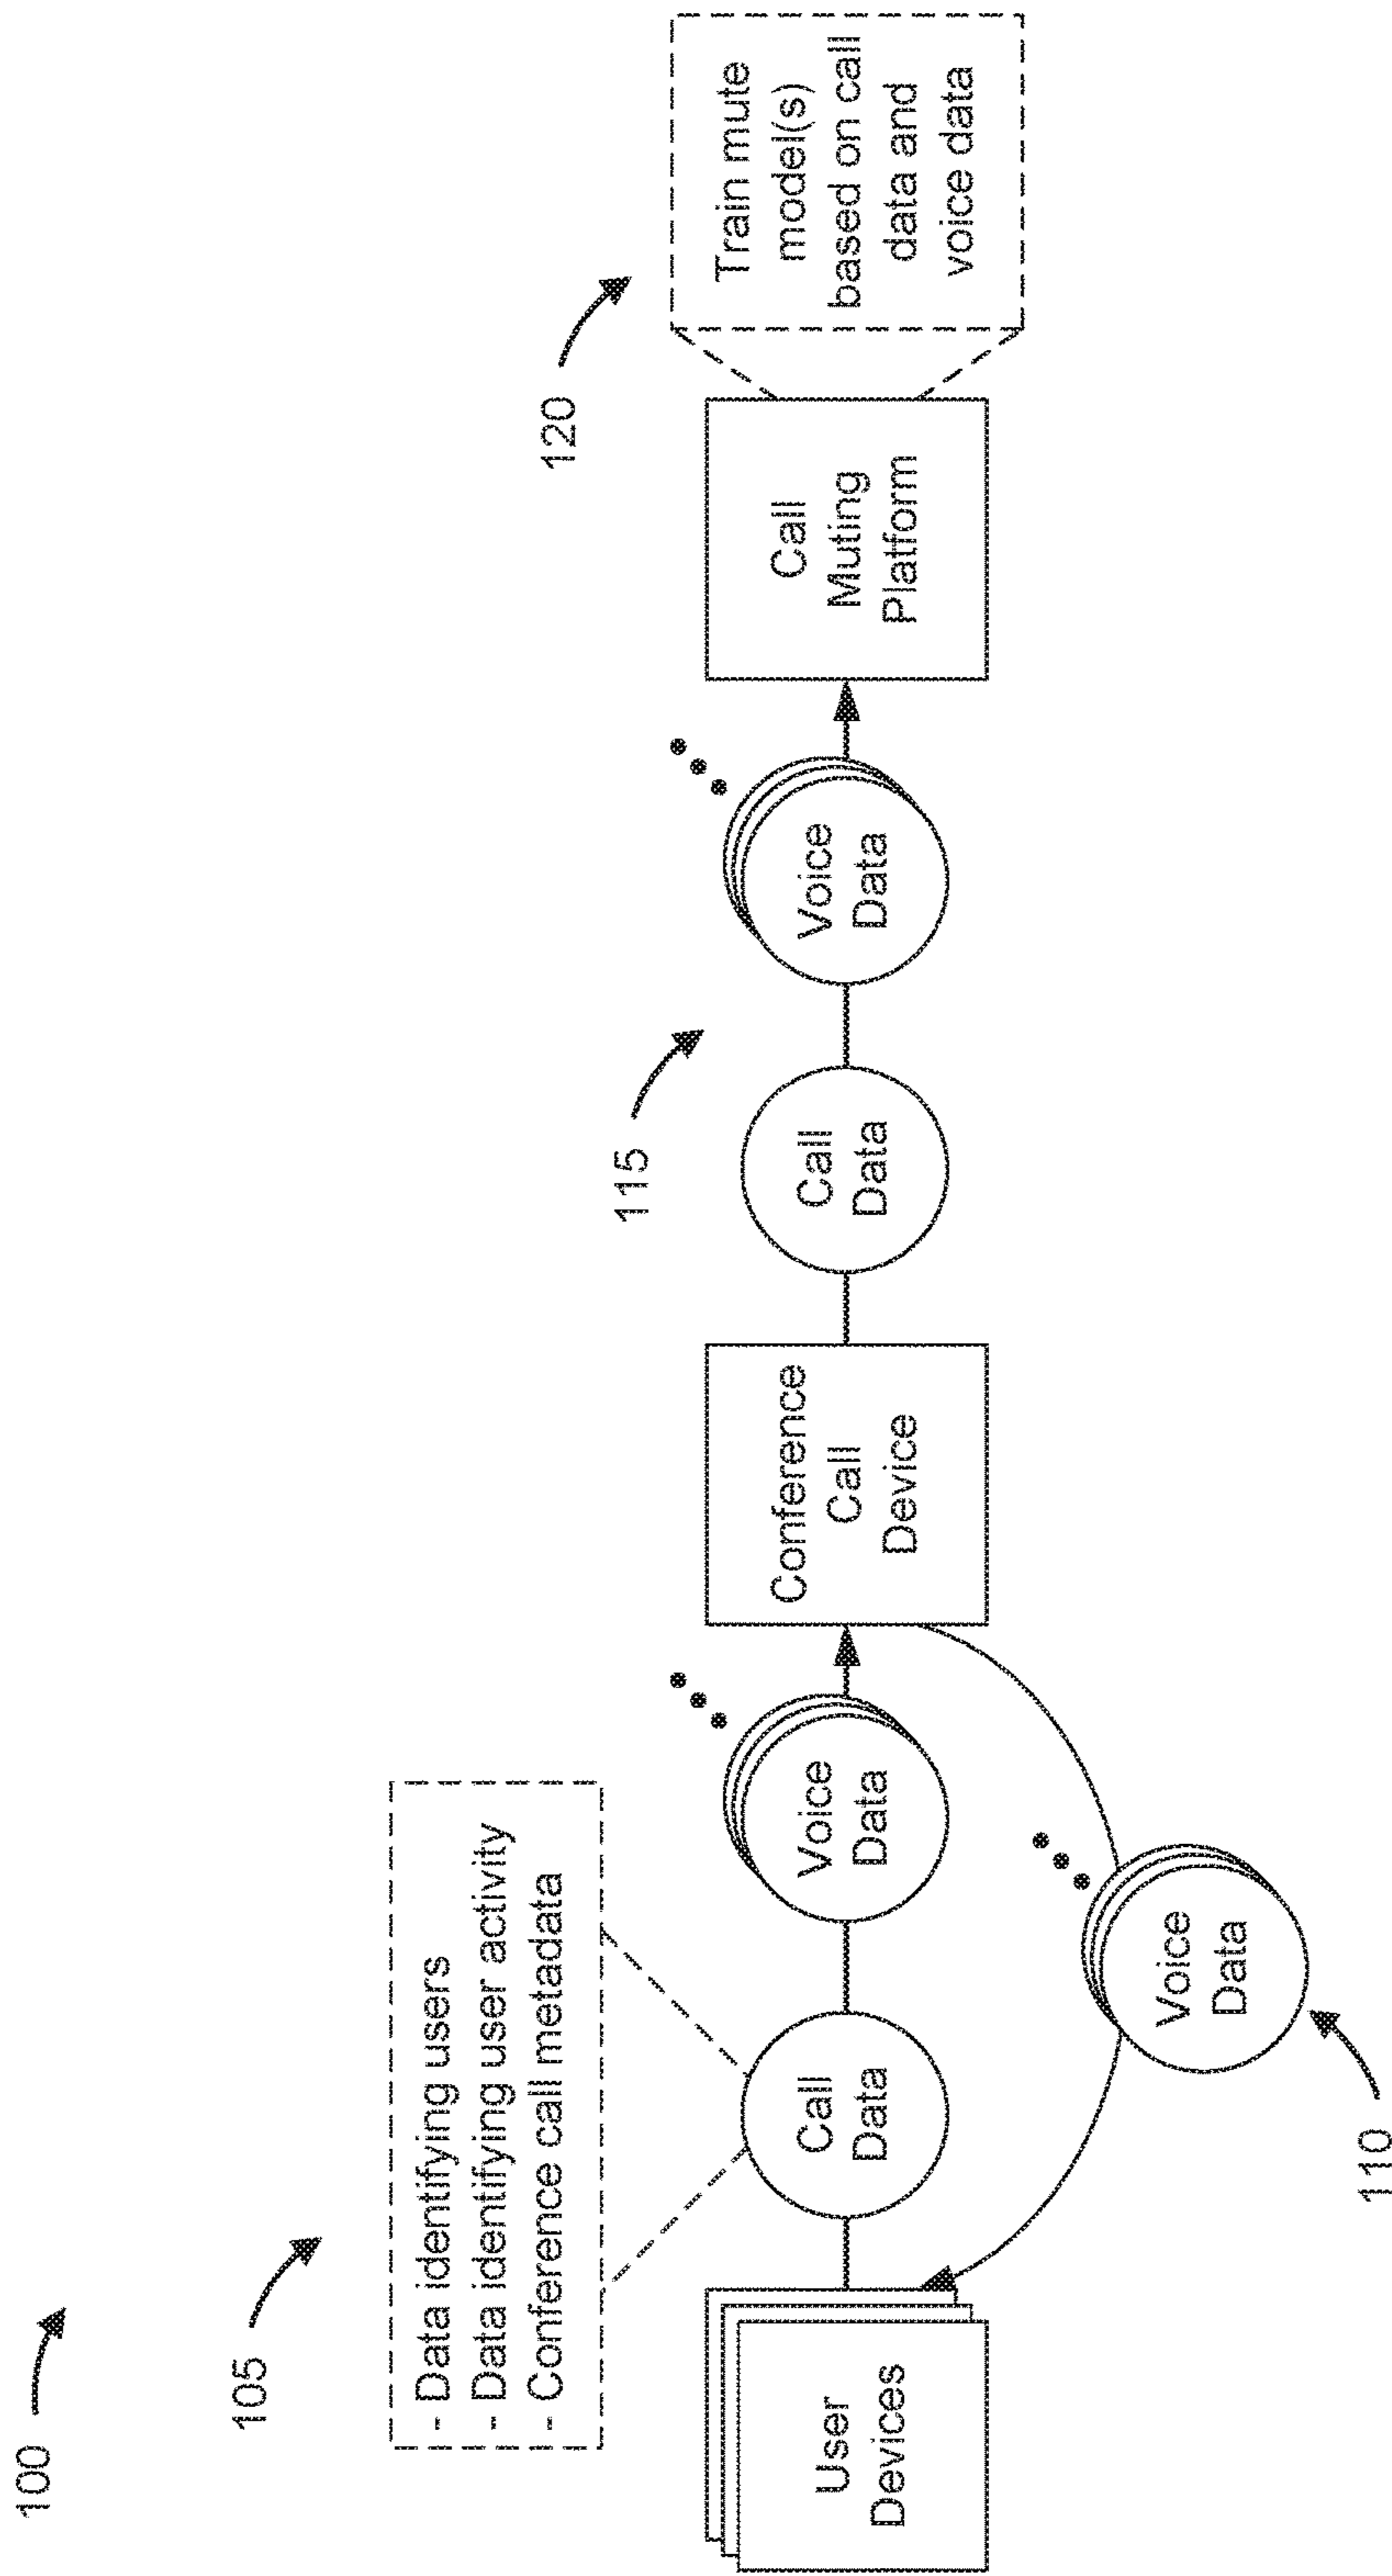 100
105
- Data identifying users
- Data identifying user activity
- Conference call metadata
User
Devices
Call
Data
Voice
Data
110
Voice
Data
Conference
Call
Device
115
Call
Data
Voice
Data
Call
Muting
Platform
120
Train mute
model(s)
based on call
data and
voice data